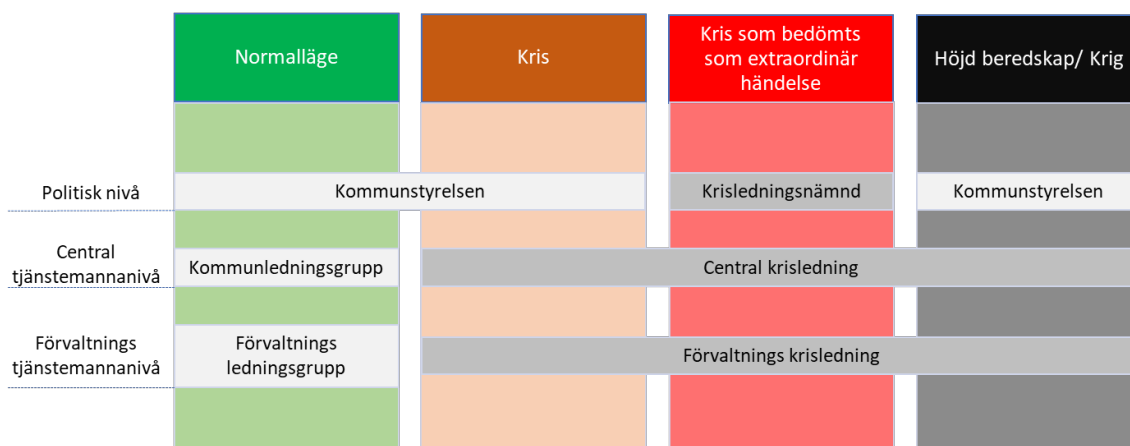 Normalläge
Kris
Kris som bedömts
som extraordinär
händelse
Höjd beredskap/ Krig
Politisk nivå
Kommunstyrelsen
Krisledningsnämnd
Kommunstyrelsen
Central
tjänstemannanivå
Kommunledningsgrupp
Central krisledning
Förvaltnings
tjänstemannanivå
Förvaltnings
ledningsgrupp
Förvaltnings krisledning